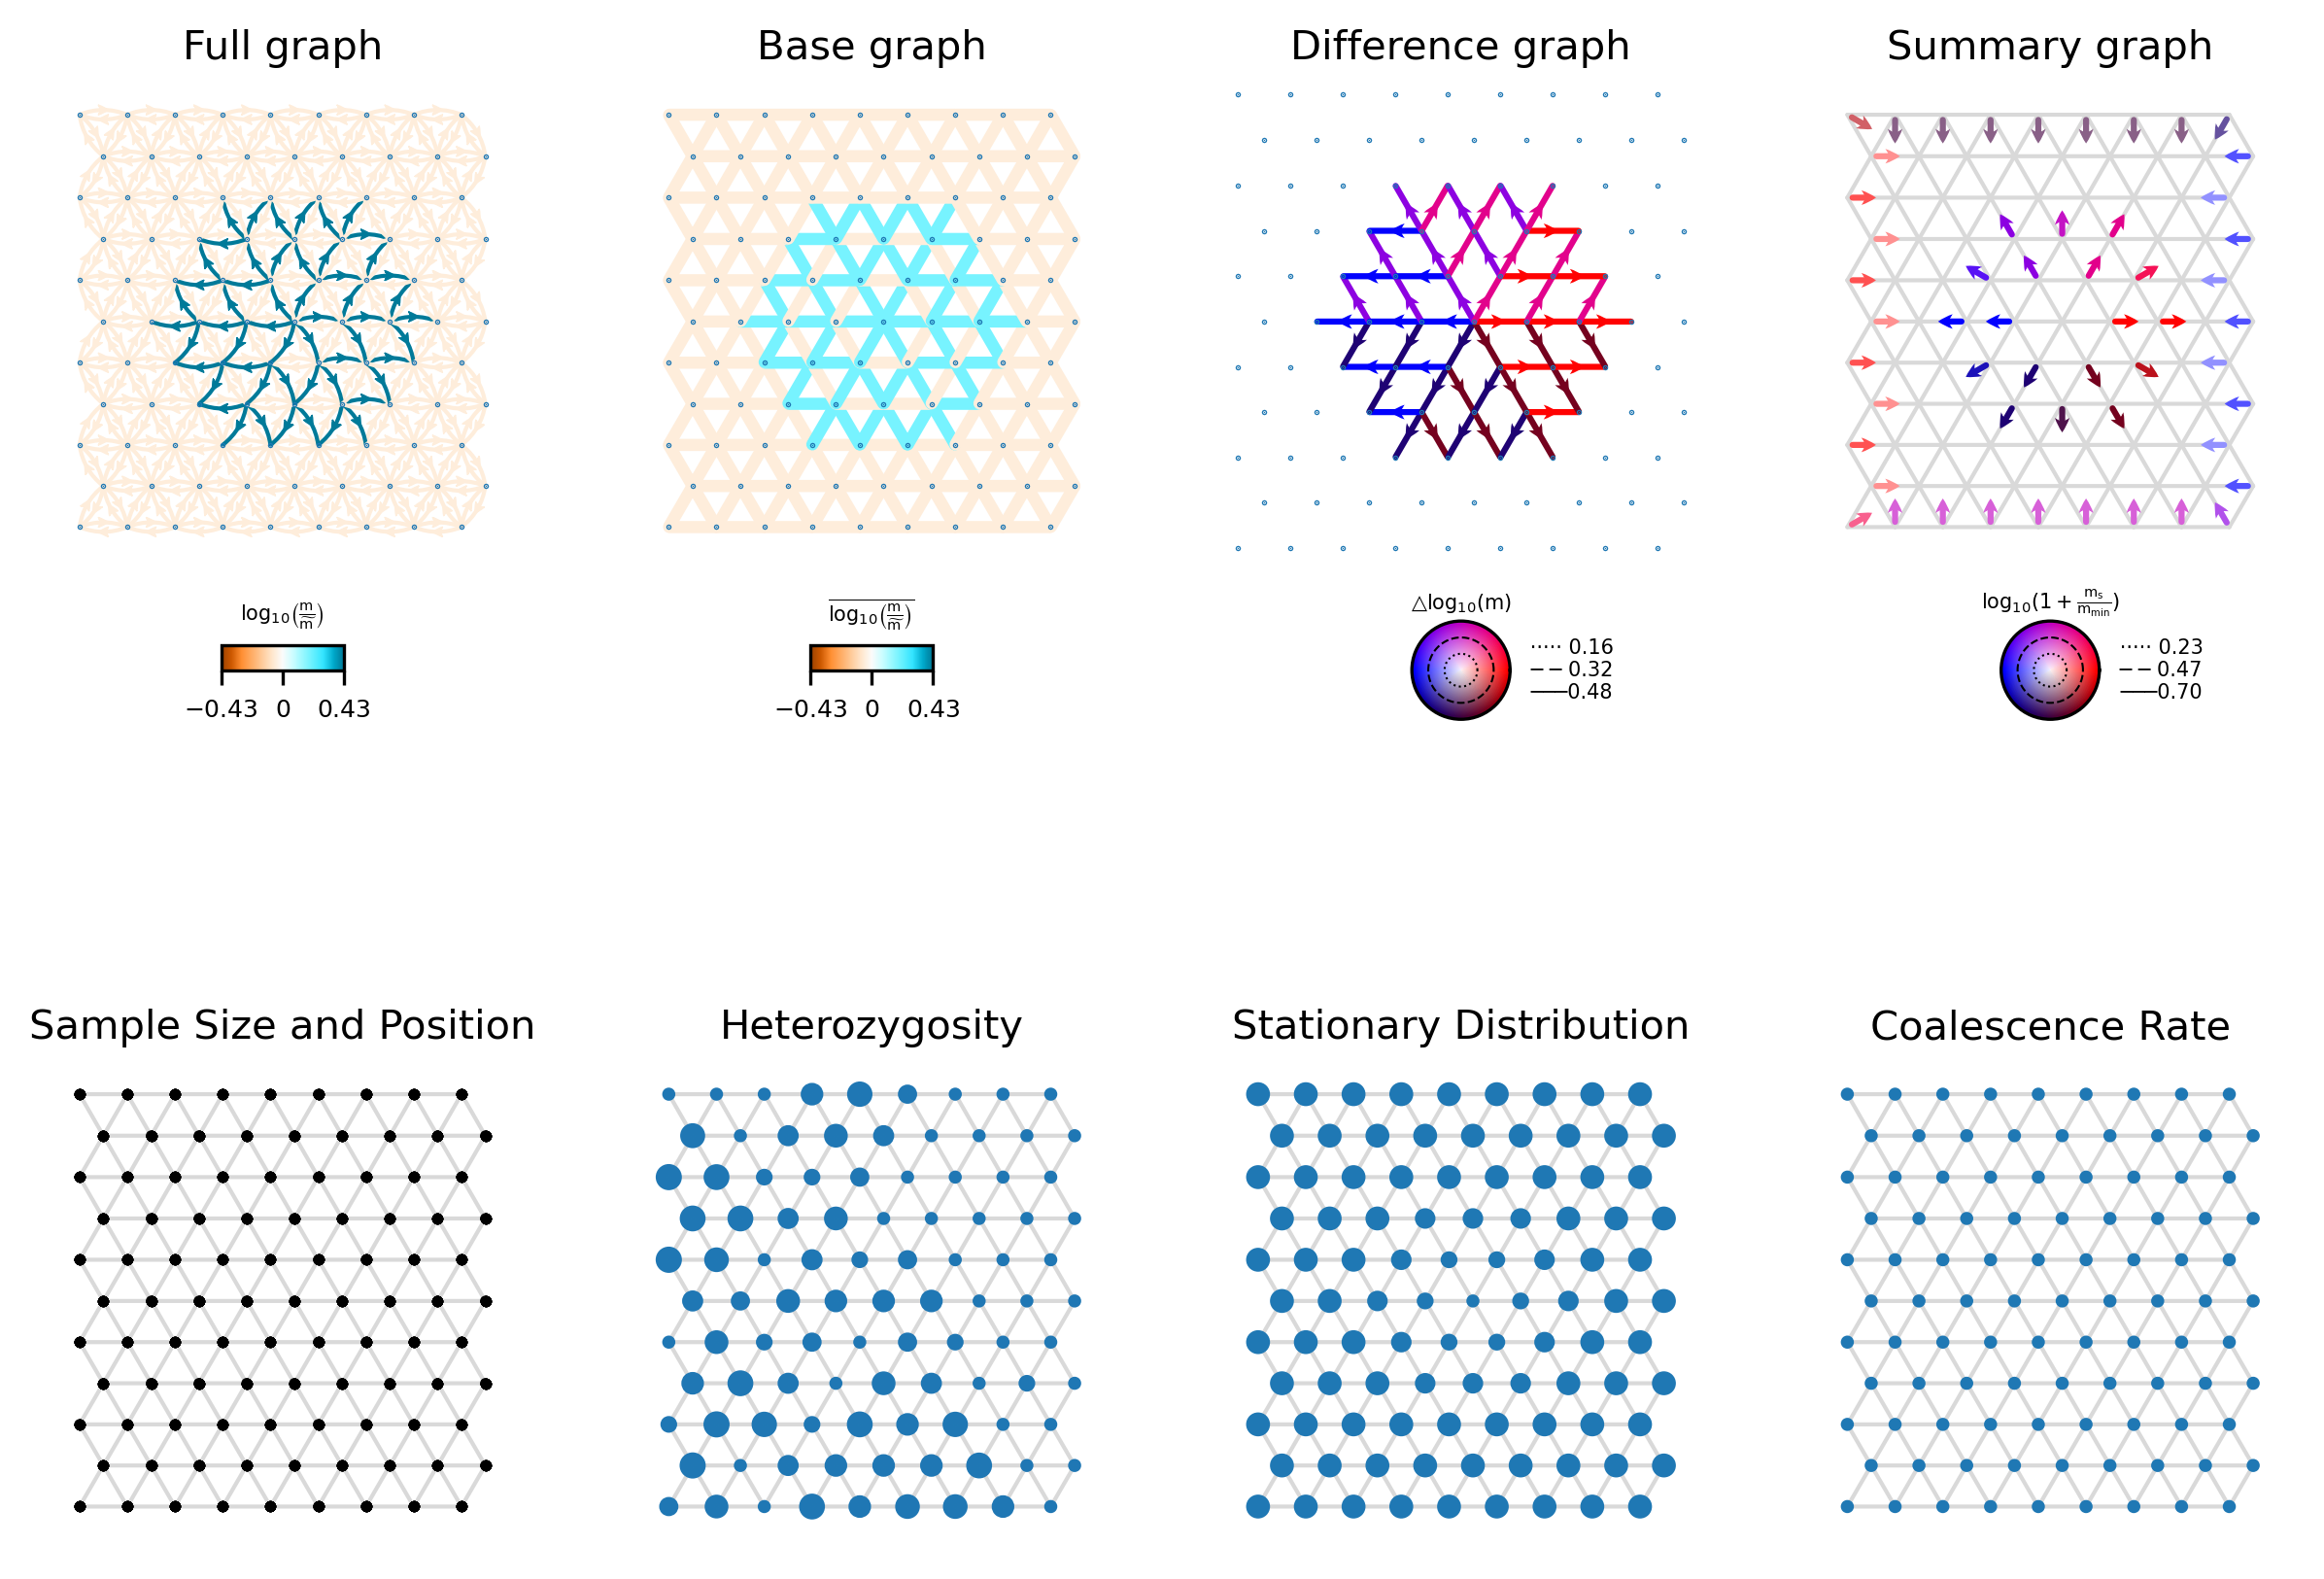 Full graph Base graph Difference graph Summary graph
log₁₀(m/m̃) log₁₀(m/m̃) △log₁₀(m) log₁₀(1 + mₛ/m_min)
0.16 0.23
0.32 0.47
0.48 0.70
−0.43 0 0.43 −0.43 0 0.43
Sample Size and Position Heterozygosity Stationary Distribution Coalescence Rate